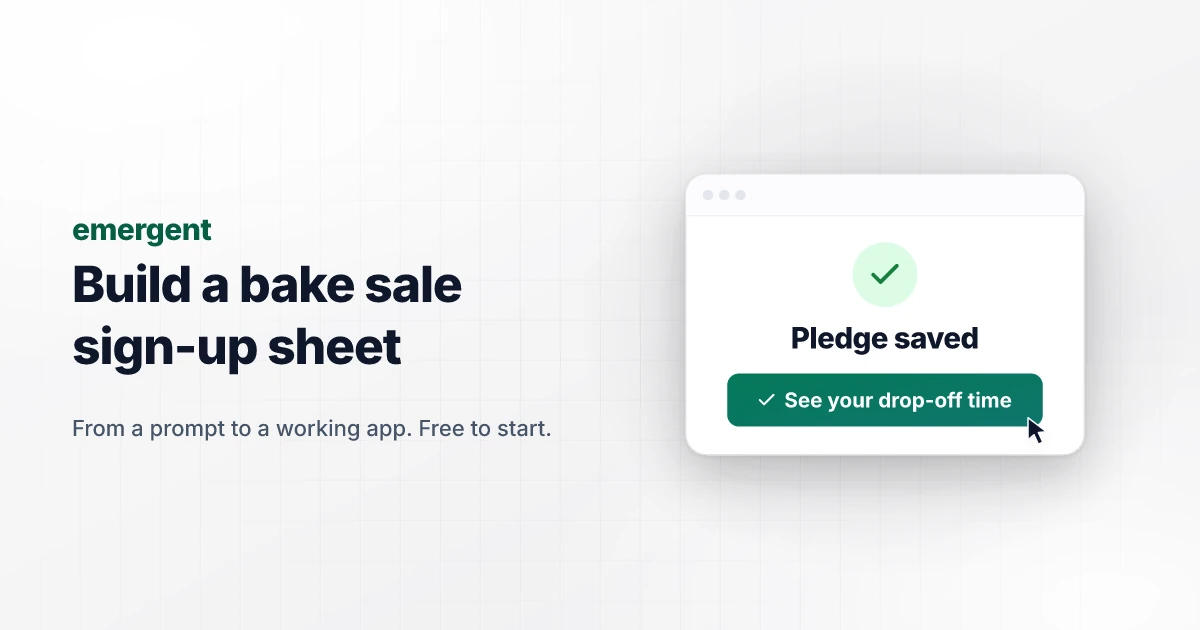 emergent
Build a bake sale
sign-up sheet
From a prompt to a working app. Free to start.
Pledge saved
See your drop-off time